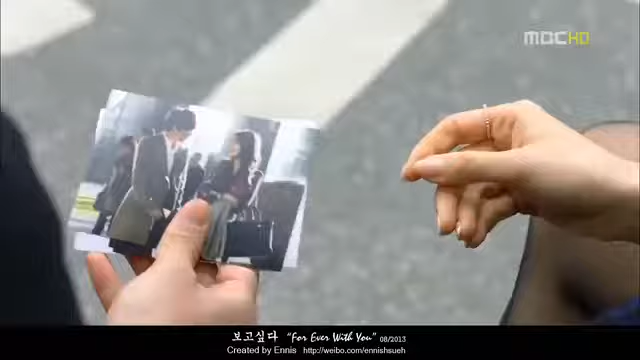 MBC HD
보고싶다 "For Ever With You" 08/2013
Created by Ennis http://weibo.com/ennishsueh